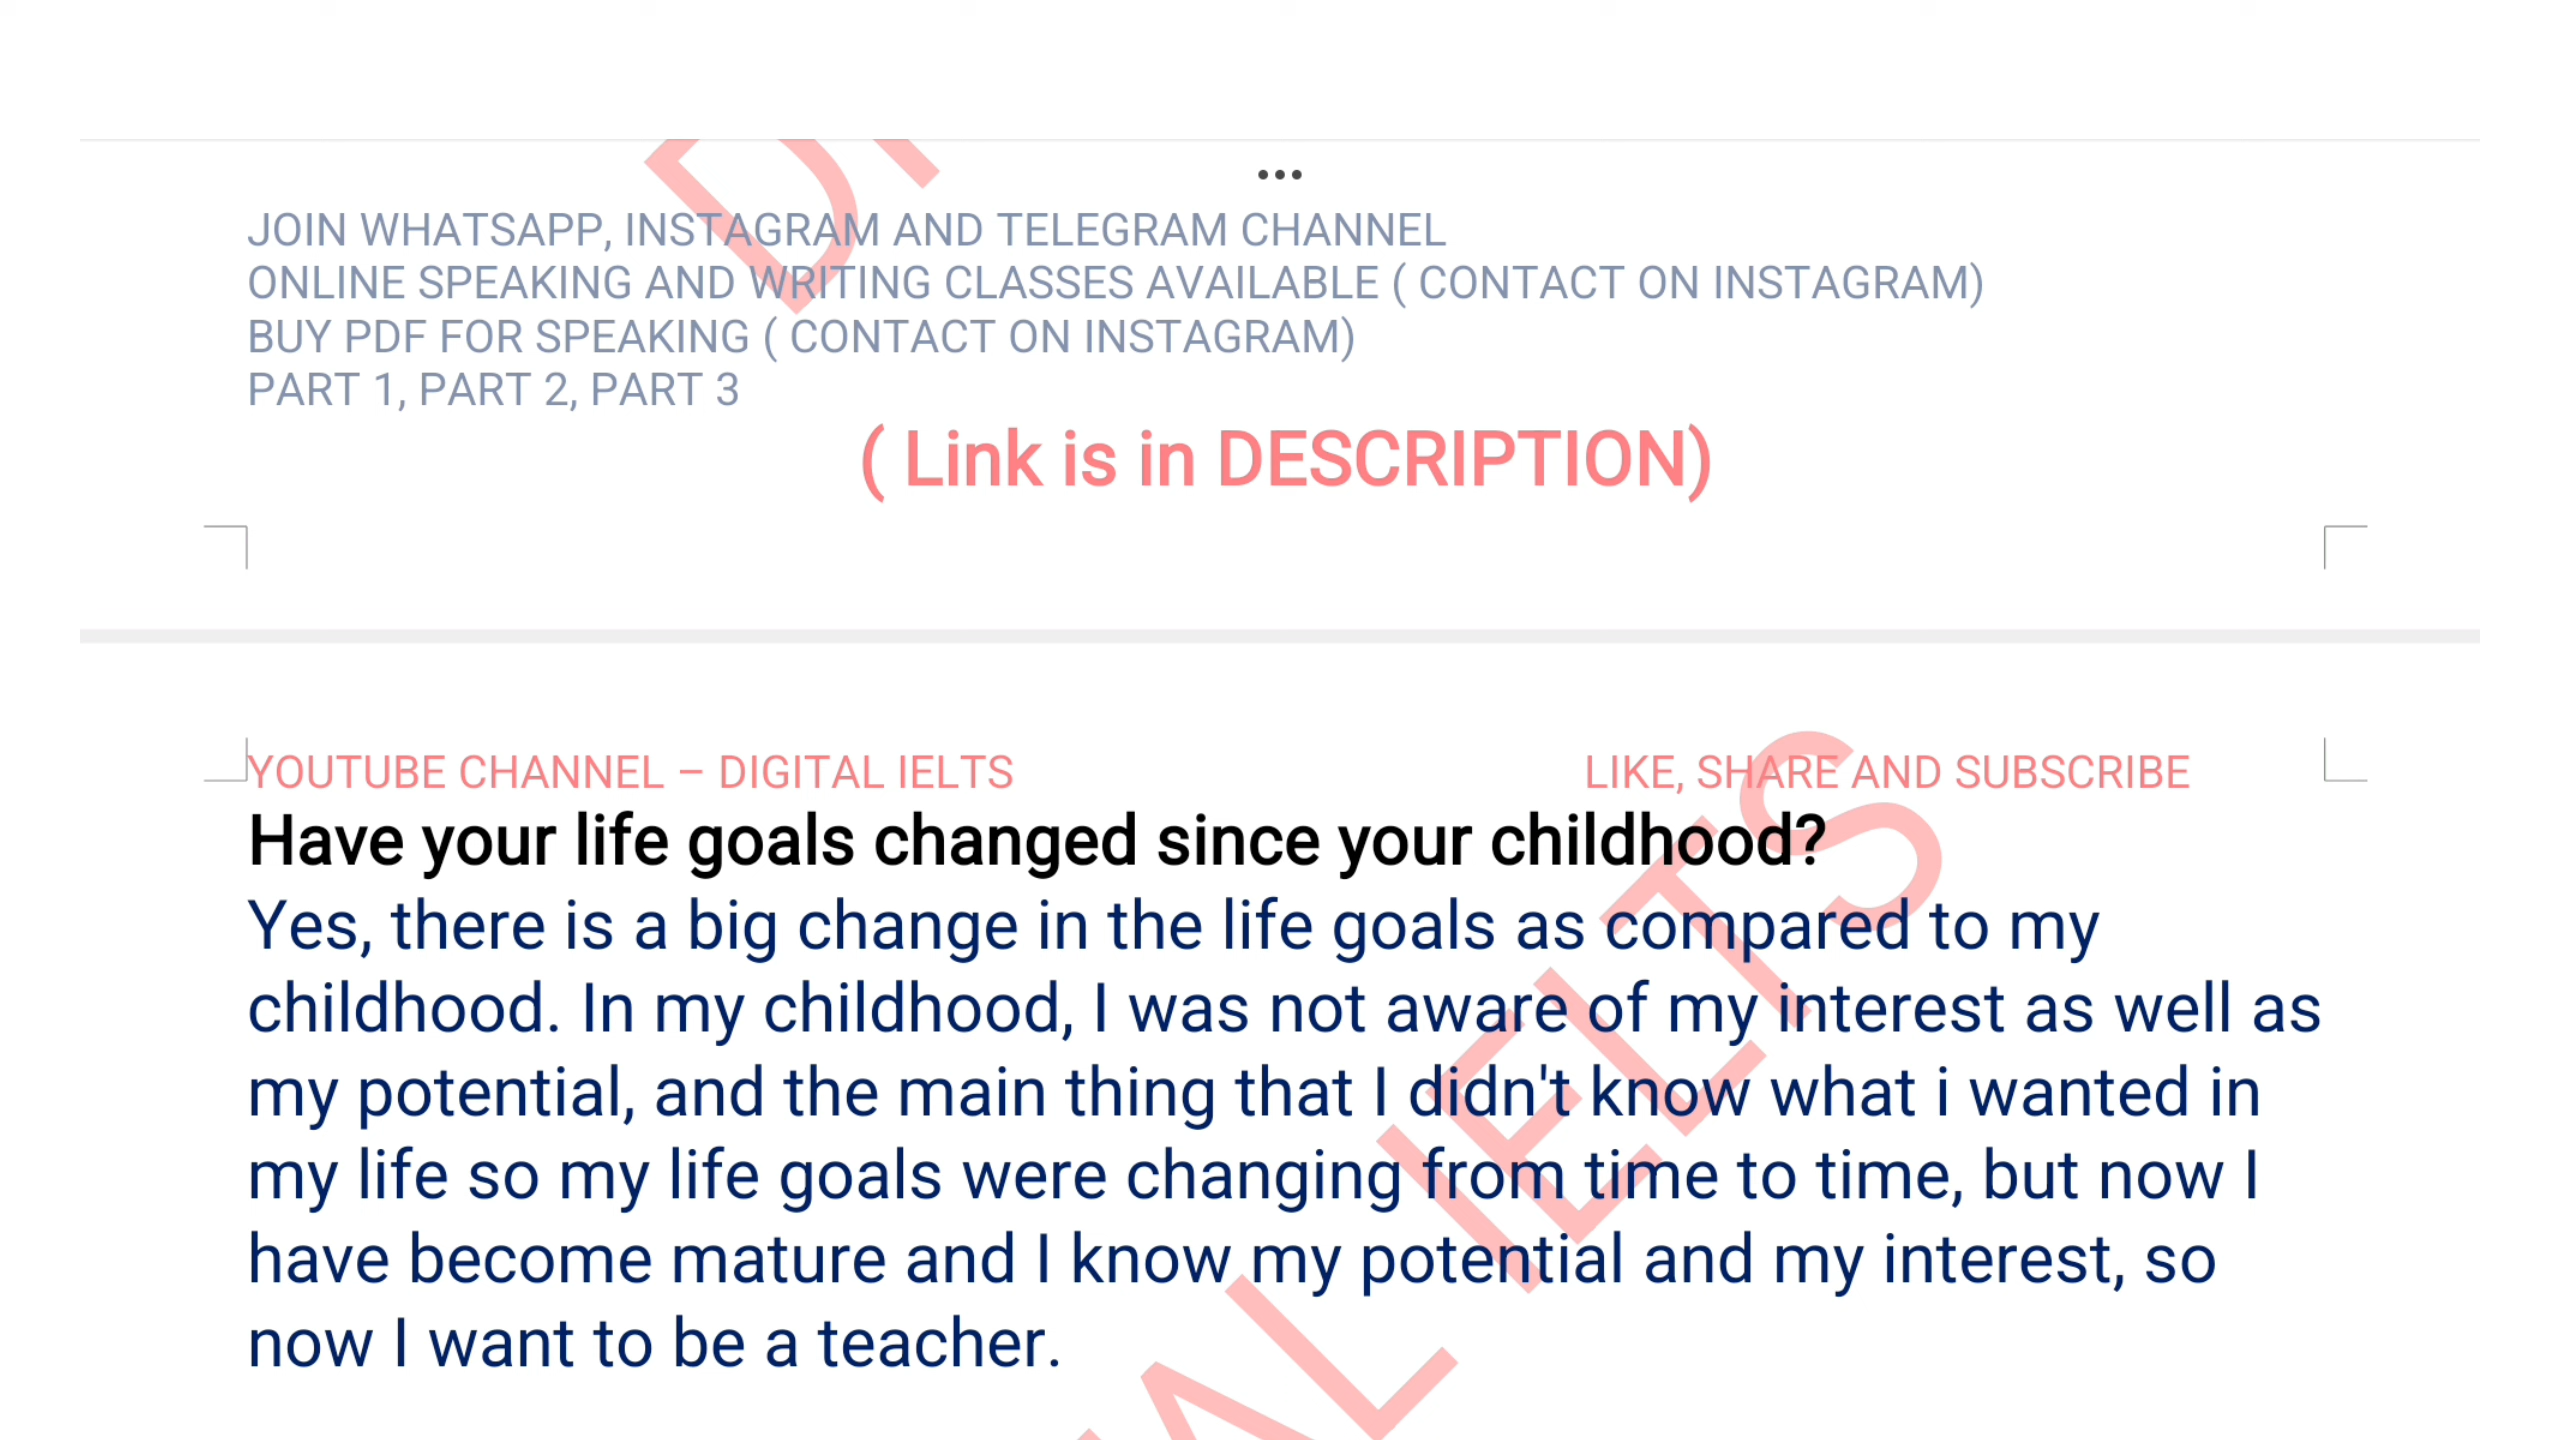 JOIN WHATSAPP, INSTAGRAM AND TELEGRAM CHANNEL
ONLINE SPEAKING AND WRITING CLASSES AVAILABLE ( CONTACT ON INSTAGRAM)
BUY PDF FOR SPEAKING ( CONTACT ON INSTAGRAM)
PART 1, PART 2, PART 3
( Link is in DESCRIPTION)
YOUTUBE CHANNEL – DIGITAL IELTS LIKE, SHARE AND SUBSCRIBE
Have your life goals changed since your childhood?
Yes, there is a big change in the life goals as compared to my
childhood. In my childhood, I was not aware of my interest as well as
my potential, and the main thing that I didn't know what i wanted in
my life so my life goals were changing from time to time, but now I
have become mature and I know my potential and my interest, so
now I want to be a teacher.
IELTS